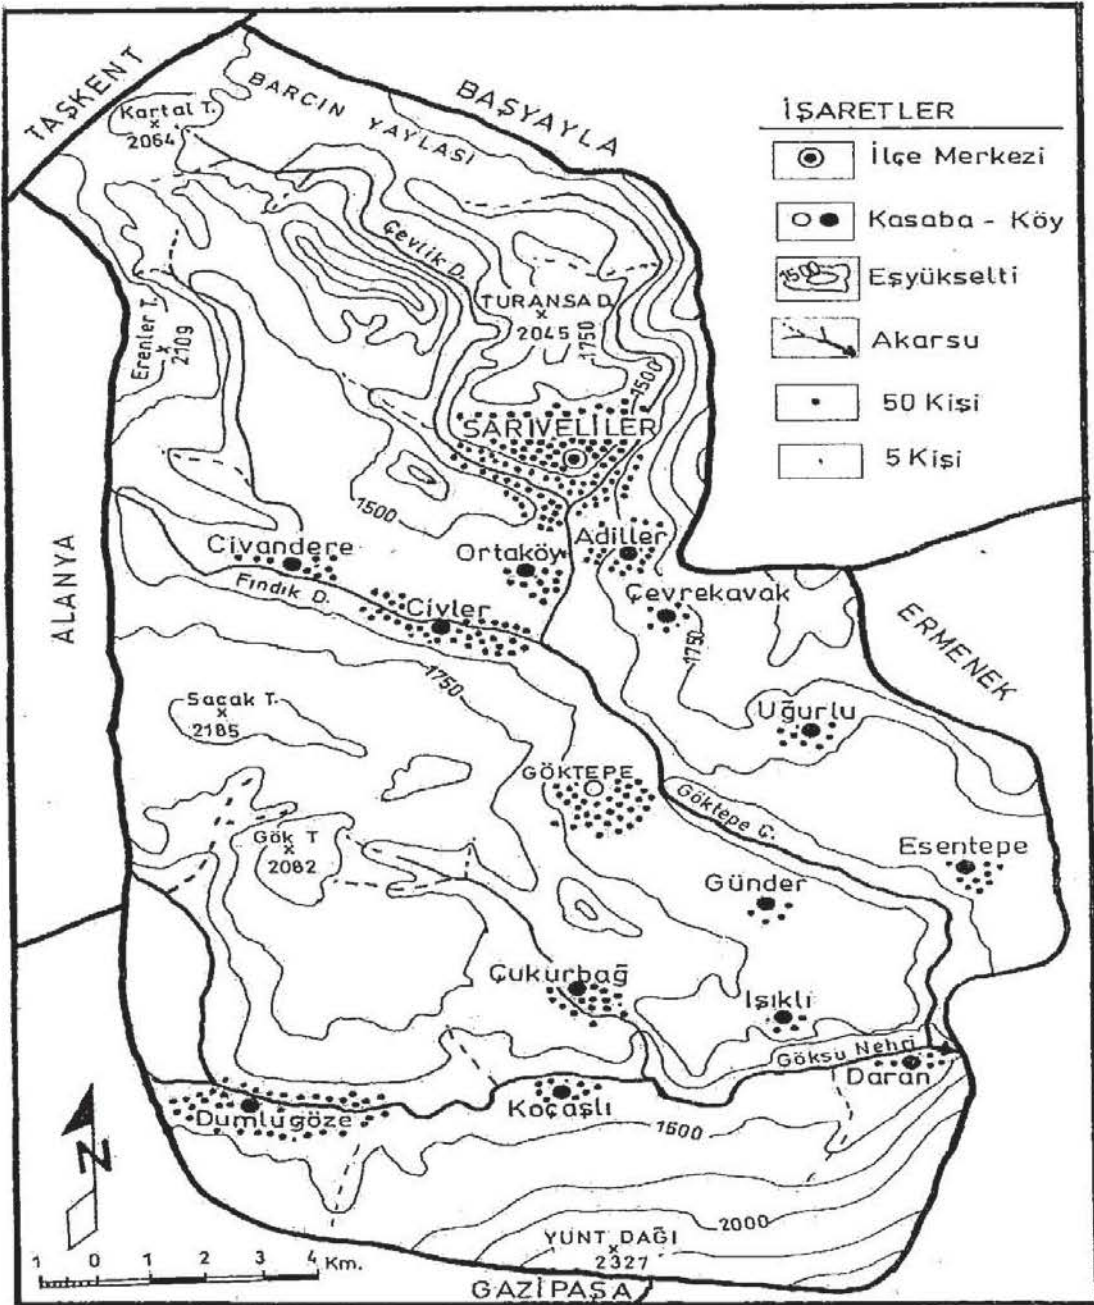 TAŞKENT
Kartal T.
2064
BARCIN YAYLASI
BAŞYAYLA
İŞARETLER
İlçe Merkezi
Kasaba - Köy
1500
Eşyükselti
Akarsu
50 Kişi
5 Kişi
Çevlik D.
TURANSA D.
2045
1750
Erenler T.
2109
1500
SARIVELİLER
1500
ALANYA
Civandere
Ortaköy
Adiller
Fındık D.
Civler
Çevrekavak
ERMENEK
1750
1750
Saçak T.
2185
Uğurlu
GÖKTEPE
Göktepe Ç.
Gök T
2082
Esentepe
Günder
Çukurbağ
Işıklı
Göksu Nehri
Daran
Dumlugöze
Koçaşlı
1600
N
2000
YUNT DAĞI
2327
1 0 1 2 3 4 Km.
GAZİPAŞA